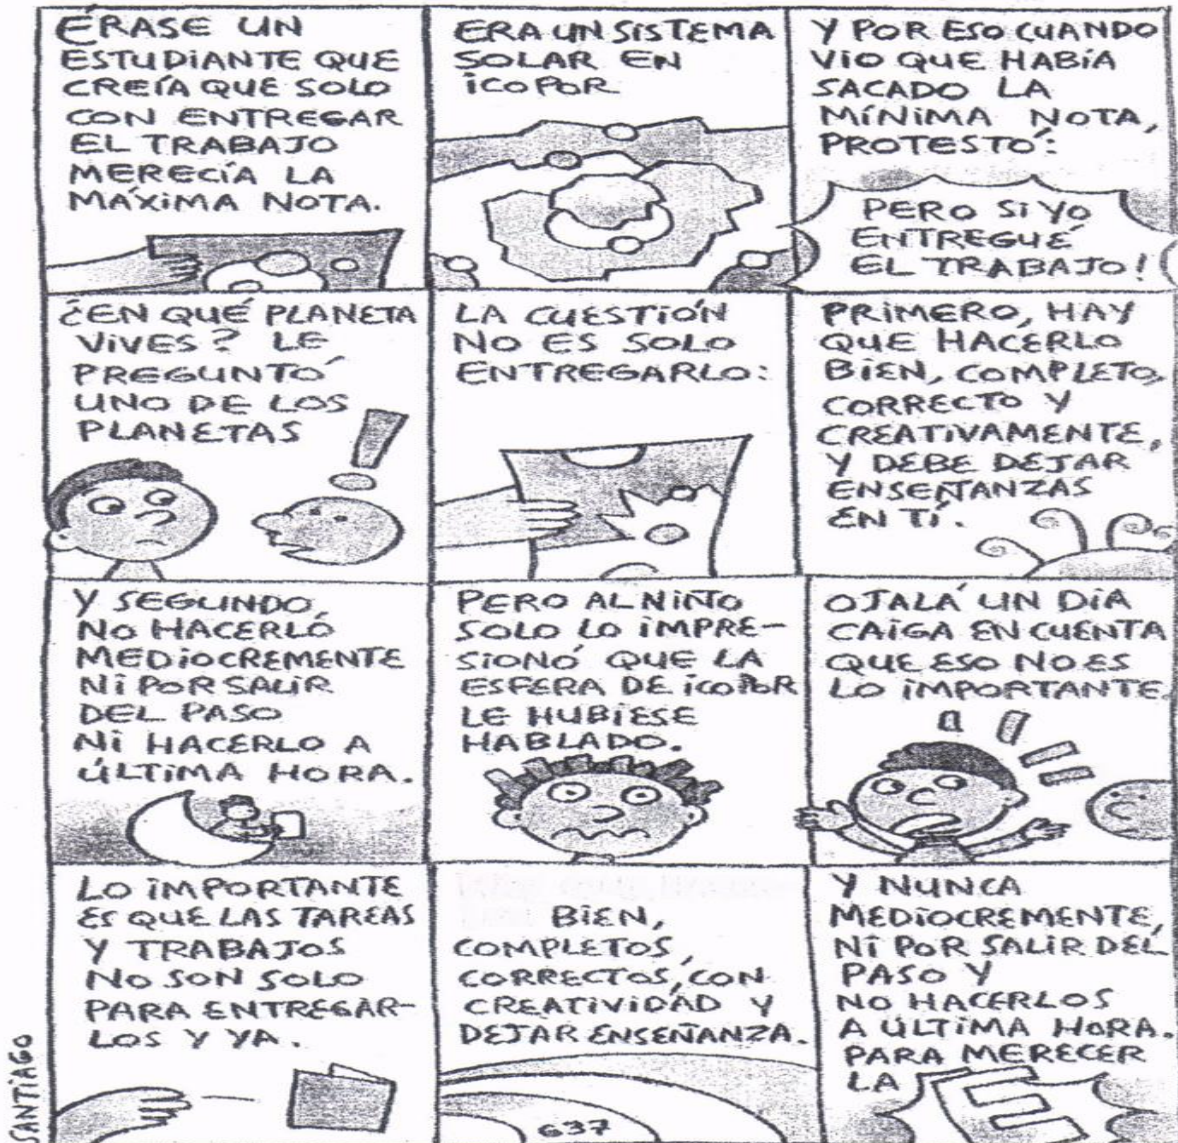 ÉRASE UN
ESTUDIANTE QUE
CREÍA QUE SOLO
CON ENTREGAR
EL TRABAJO
MERECÍA LA
MÁXIMA NOTA.
ERA UN SISTEMA
SOLAR EN
ICOPOR
Y POR ESO CUANDO
VIO QUE HABÍA
SACADO LA
MÍNIMA NOTA,
PROTESTÓ:
PERO SI YO
ENTREGUÉ
EL TRABAJO!
¿EN QUÉ PLANETA
VIVES? LE
PREGUNTÓ
UNO DE LOS
PLANETAS
!
LA CUESTIÓN
NO ES SOLO
ENTREGARLO:
PRIMERO, HAY
QUE HACERLO
BIEN, COMPLETO,
CORRECTO Y
CREATIVAMENTE,
Y DEBE DEJAR
ENSEÑANZAS
EN TÍ.
Y SEGUNDO,
NO HACERLO
MEDIOCREMENTE
NI POR SALIR
DEL PASO
NI HACERLO A
ÚLTIMA HORA.
PERO AL NIÑO
SOLO LO IMPRE-
SIONÓ QUE LA
ESFERA DE ICOPOR
LE HUBIESE
HABLADO.
OJALÁ UN DÍA
CAIGA EN CUENTA
QUE ESO NO ES
LO IMPORTANTE.
LO IMPORTANTE
ES QUE LAS TAREAS
Y TRABAJOS
NO SON SOLO
PARA ENTREGAR-
LOS Y YA.
BIEN,
COMPLETOS,
CORRECTOS, CON
CREATIVIDAD Y
DEJAR ENSEÑANZA.
637
Y NUNCA
MEDIOCREMENTE,
NI POR SALIR DEL
PASO Y
NO HACERLOS
A ÚLTIMA HORA.
PARA MERECER
LA E
SANTIAGO